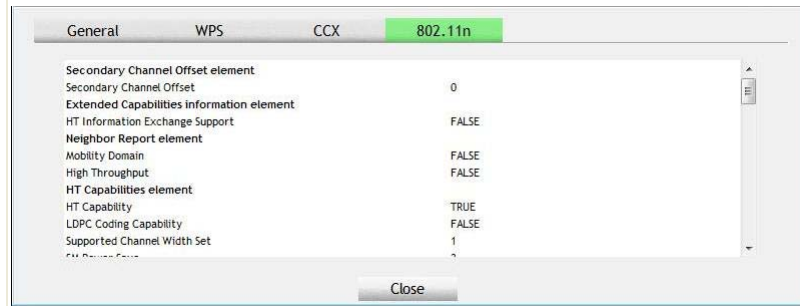 General WPS CCX 802.11n
Secondary Channel Offset element
Secondary Channel Offset 0
Extended Capabilities information element
HT Information Exchange Support FALSE
Neighbor Report element
Mobility Domain FALSE
High Throughput FALSE
HT Capabilities element
HT Capability TRUE
LDPC Coding Capability FALSE
Supported Channel Width Set 1
Close